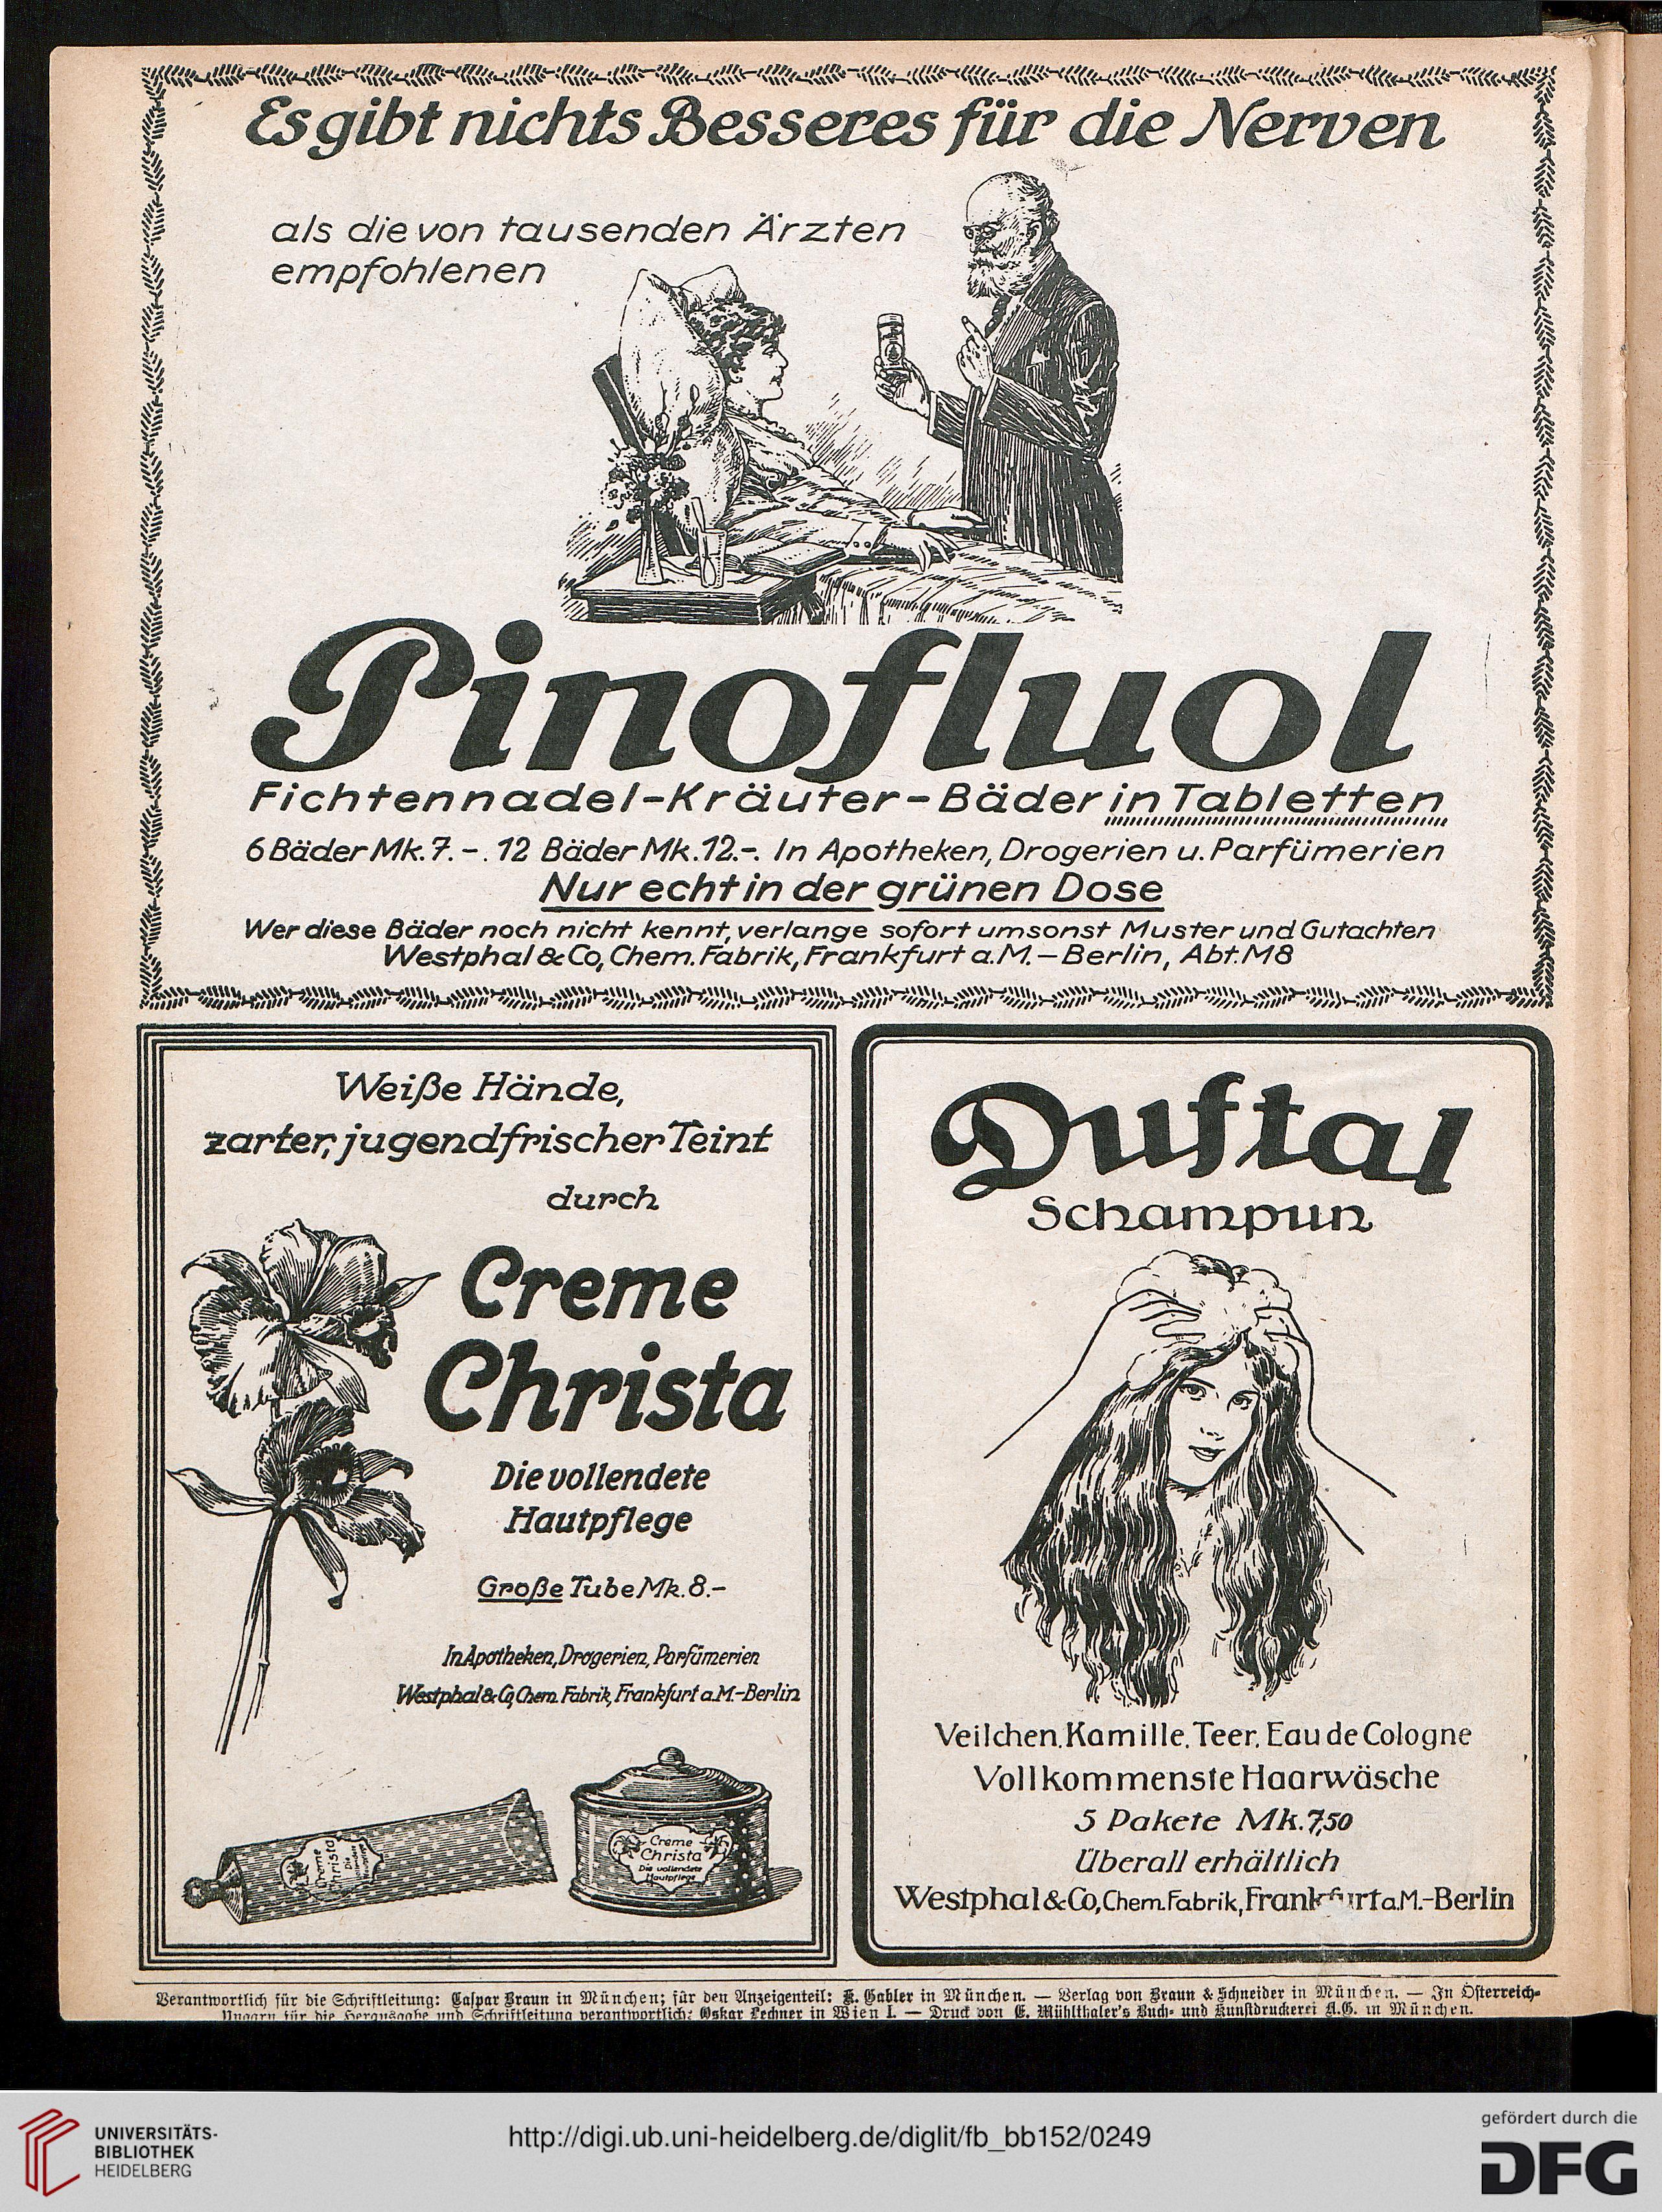 Es gibt nichts Besseres für die Nerven
als die von tausenden Ärzten
empfohlenen
Pinofluol
Fichtennadel-Kräuter-Bäder in Tabletten
6 Bäder Mk. 7.-. 12 Bäder Mk. 12.-. In Apotheken, Drogerien u. Parfümerien
Nur echt in der grünen Dose
Wer diese Bäder noch nicht kennt, verlange sofort umsonst Muster und Gutachten
Westphal & Co, Chem. Fabrik, Frankfurt a.M. — Berlin, Abt. M8
Weiße Hände,
zarter, jugendfrischer Teint
durch
Creme
Christa
Die vollendete
Hautpflege
Große Tube Mk. 8.-
In Apotheken, Drogerien, Parfümerien
Westphal & Co, Chem. Fabrik, Frankfurt a.M.-Berlin
Creme
Christa
Die
Creme
Christa
Die vollendete
Hautpflege
Duftal
Schampun
Veilchen. Kamille. Teer. Eau de Cologne
Vollkommenste Haarwäsche
5 Pakete Mk. 7,50
Überall erhältlich
Westphal & Co, Chem. Fabrik, Frankfurt a.M.-Berlin
Verantwortlich für die Schriftleitung: Caspar Braun in München; für den Anzeigenteil: K. Gabler in München. — Verlag von Braun & Schneider in München. — In Österreich-
Ungarn für die Herausgabe und Schriftleitung verantwortlich: Oskar Lechner in Wien I. — Druck von E. Mühlthaler's Buch- und Kunstdruckerei A.G. in München.
UNIVERSITÄTS-
BIBLIOTHEK
HEIDELBERG
http://digi.ub.uni-heidelberg.de/diglit/fb_bb152/0249
gefördert durch die
DFG